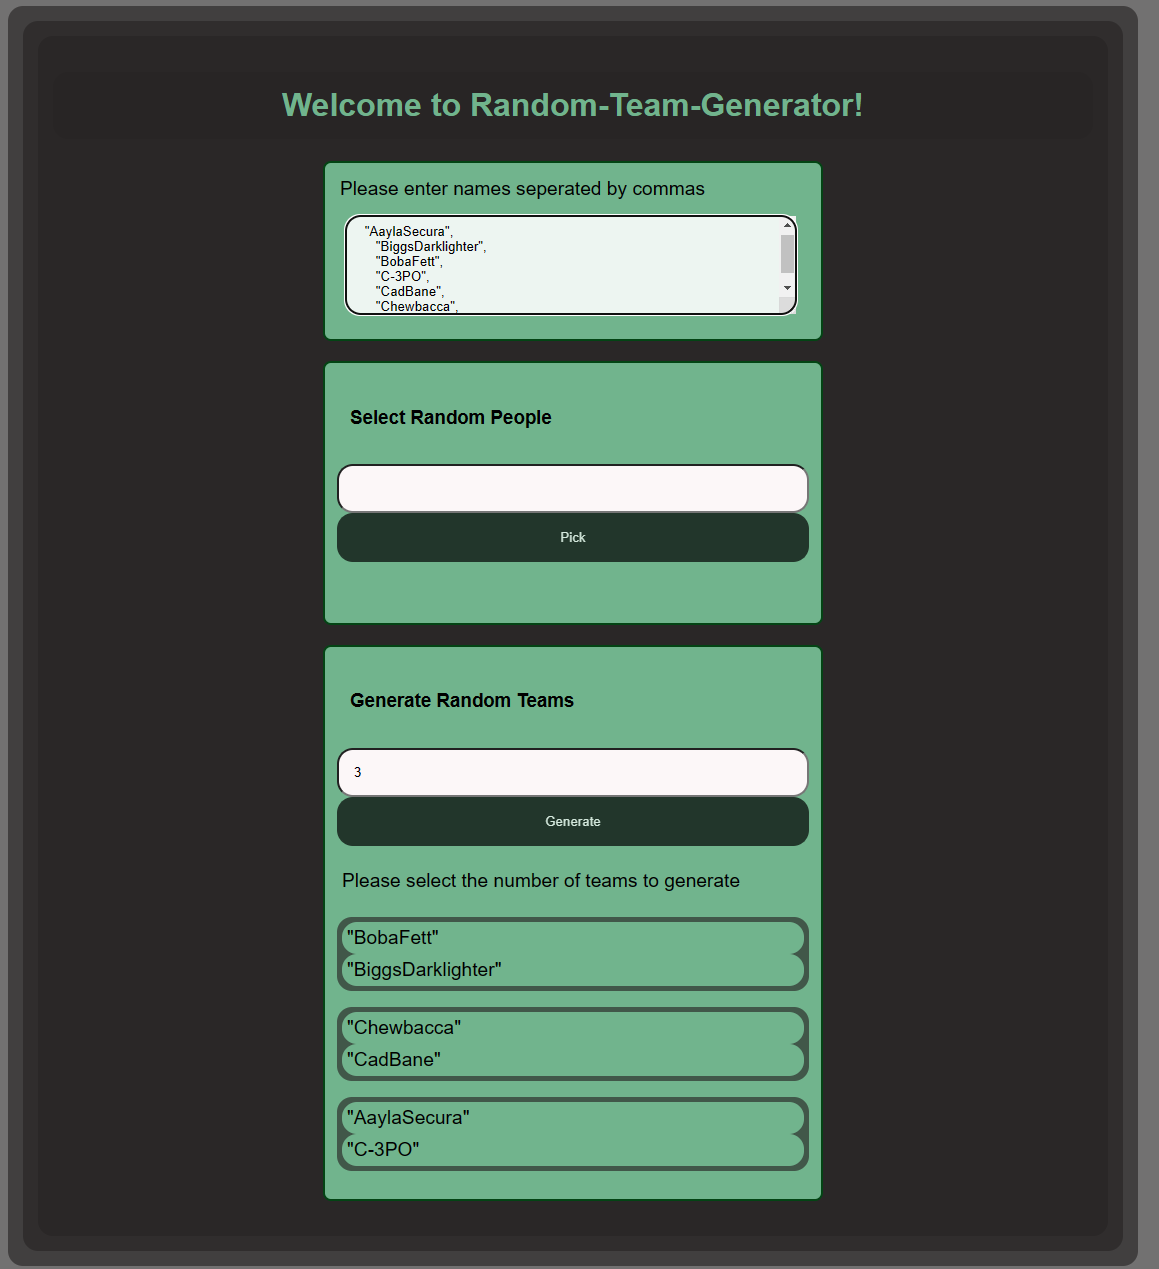 Welcome to Random-Team-Generator!
Please enter names seperated by commas
"AaylaSecura",
"BiggsDarklighter",
"BobaFett",
"C-3PO",
"CadBane",
"Chewbacca",
Select Random People
Pick
Generate Random Teams
3
Generate
Please select the number of teams to generate
"BobaFett"
"BiggsDarklighter"
"Chewbacca"
"CadBane"
"AaylaSecura"
"C-3PO"